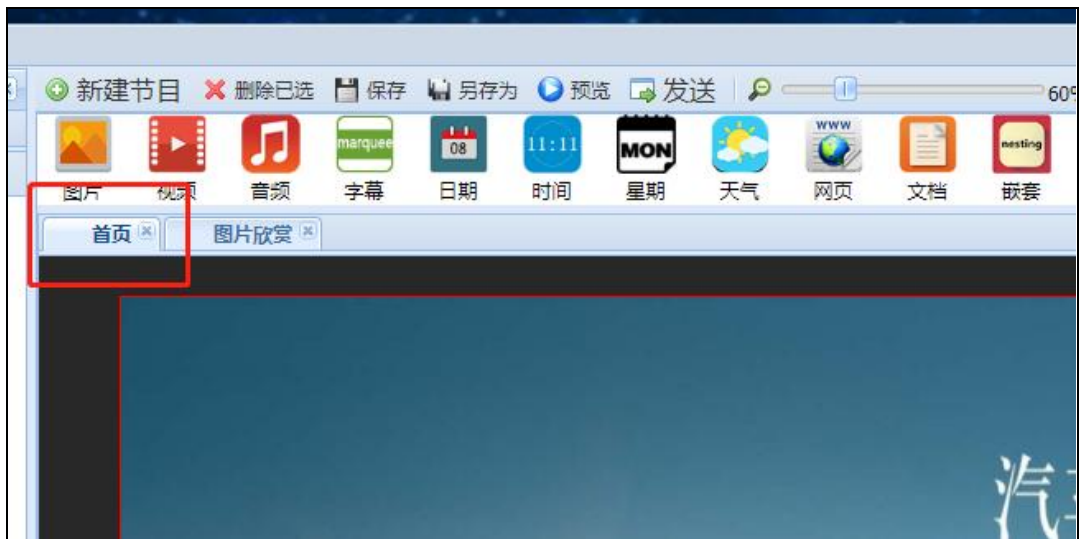 新建节目 删除已选 保存 另存为 预览 发送 60%
marquee 08 11:11 MON www nesting
图片 视频 音频 字幕 日期 时间 星期 天气 网页 文档 嵌套
首页 图片欣赏
汽